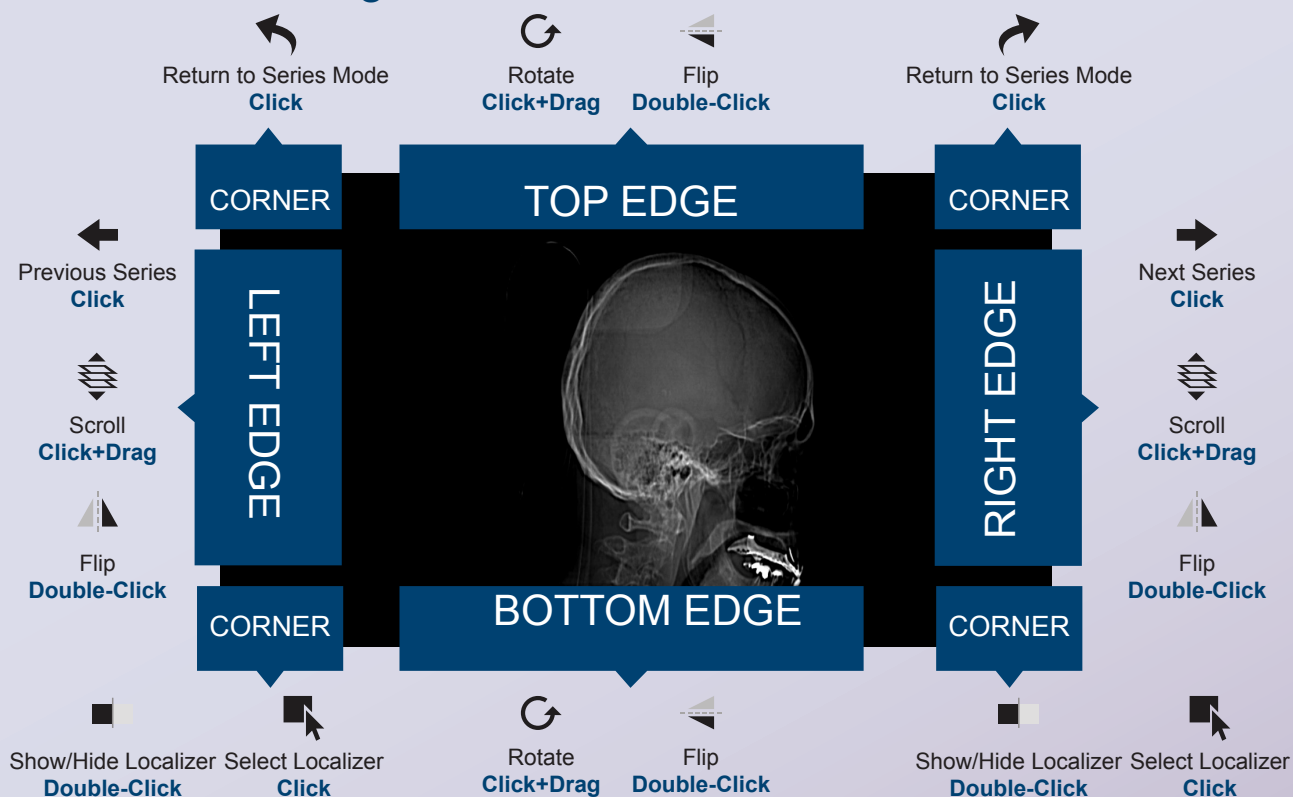 Return to Series Mode
Click
Rotate
Click+Drag
Flip
Double-Click
Return to Series Mode
Click
CORNER
TOP EDGE
CORNER
Previous Series
Click
Scroll
Click+Drag
Flip
Double-Click
LEFT EDGE
RIGHT EDGE
Next Series
Click
Scroll
Click+Drag
Flip
Double-Click
CORNER
BOTTOM EDGE
CORNER
Show/Hide Localizer
Double-Click
Select Localizer
Click
Rotate
Click+Drag
Flip
Double-Click
Show/Hide Localizer
Double-Click
Select Localizer
Click